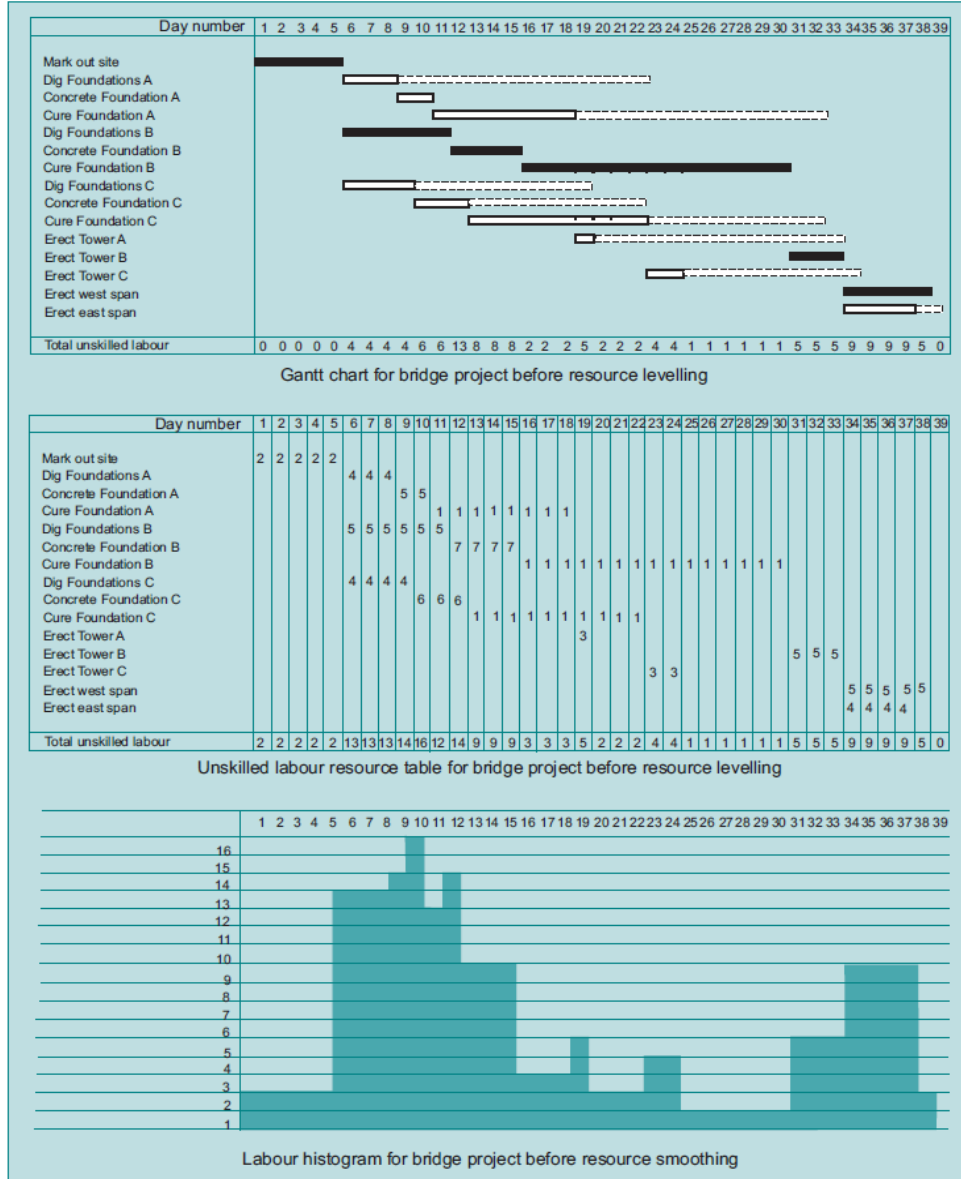 Day number 1 2 3 4 5 6 7 8 9 10 11 12 13 14 15 16 17 18 19 20 21 22 23 24 25 26 27 28 29 30 31 32 33 34 35 36 37 38 39
Mark out site
Dig Foundations A
Concrete Foundation A
Cure Foundation A
Dig Foundations B
Concrete Foundation B
Cure Foundation B
Dig Foundations C
Concrete Foundation C
Cure Foundation C
Erect Tower A
Erect Tower B
Erect Tower C
Erect west span
Erect east span
Total unskilled labour 0 0 0 0 0 4 4 4 4 6 6 13 8 8 8 2 2 2 5 2 2 2 4 4 1 1 1 1 1 1 5 5 5 9 9 9 9 5 0
Gantt chart for bridge project before resource levelling
Day number 1 2 3 4 5 6 7 8 9 10 11 12 13 14 15 16 17 18 19 20 21 22 23 24 25 26 27 28 29 30 31 32 33 34 35 36 37 38 39
Mark out site 2 2 2 2 2
Dig Foundations A 4 4 4
Concrete Foundation A 5 5
Cure Foundation A 1 1 1 1 1 1 1 1
Dig Foundations B 5 5 5 5 5 5
Concrete Foundation B 7 7 7 7
Cure Foundation B 1 1 1 1 1 1 1 1 1 1 1 1 1 1 1
Dig Foundations C 4 4 4 4
Concrete Foundation C 6 6 6
Cure Foundation C 1 1 1 1 1 1 1 1 1 1
Erect Tower A 3
Erect Tower B 5 5 5
Erect Tower C 3 3
Erect west span 5 5 5 5 5
Erect east span 4 4 4 4
Total unskilled labour 2 2 2 2 2 13 13 13 14 16 12 14 9 9 9 3 3 3 5 2 2 2 4 4 1 1 1 1 1 1 5 5 5 9 9 9 9 5 0
Unskilled labour resource table for bridge project before resource levelling
1 2 3 4 5 6 7 8 9 10 11 12 13 14 15 16 17 18 19 20 21 22 23 24 25 26 27 28 29 30 31 32 33 34 35 36 37 38 39
16
15
14
13
12
11
10
9
8
7
6
5
4
3
2
1
Labour histogram for bridge project before resource smoothing